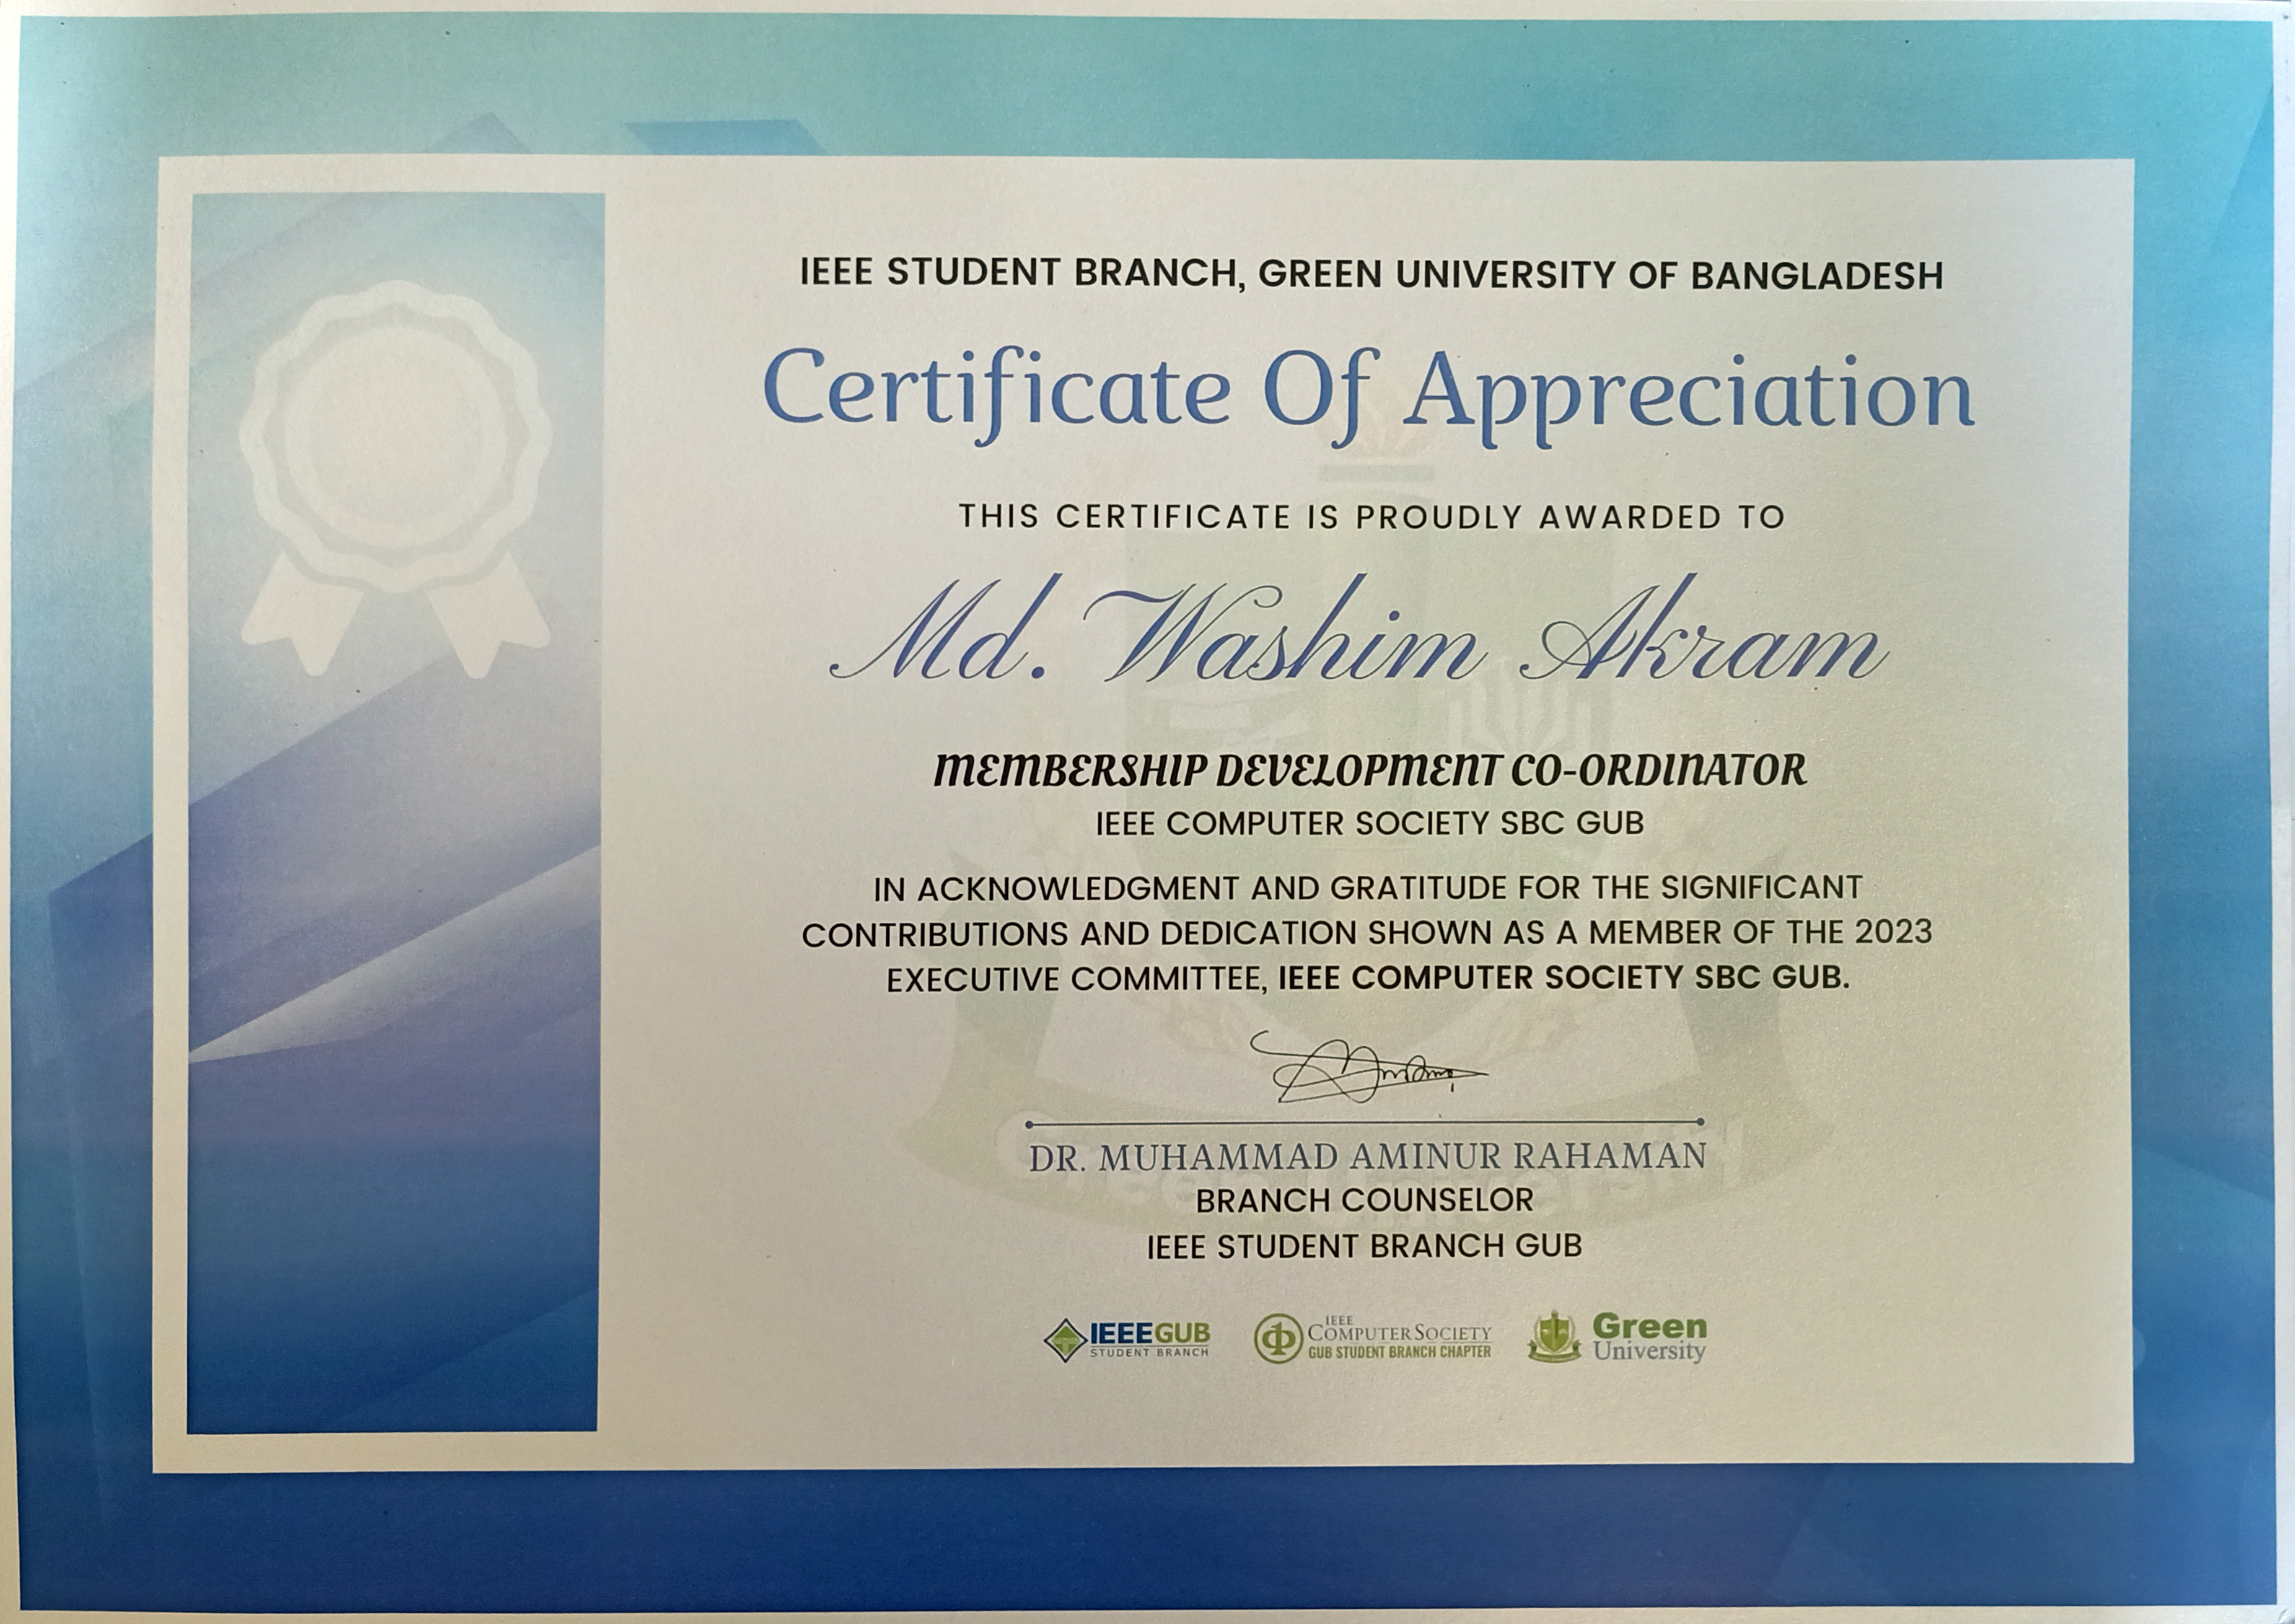 IEEE STUDENT BRANCH, GREEN UNIVERSITY OF BANGLADESH
Certificate Of Appreciation
THIS CERTIFICATE IS PROUDLY AWARDED TO
Md. Washim Akram
MEMBERSHIP DEVELOPMENT CO-ORDINATOR
IEEE COMPUTER SOCIETY SBC GUB
IN ACKNOWLEDGMENT AND GRATITUDE FOR THE SIGNIFICANT
CONTRIBUTIONS AND DEDICATION SHOWN AS A MEMBER OF THE 2023
EXECUTIVE COMMITTEE, IEEE COMPUTER SOCIETY SBC GUB.
DR. MUHAMMAD AMINUR RAHAMAN
BRANCH COUNSELOR
IEEE STUDENT BRANCH GUB
IEEEGUB
STUDENT BRANCH
IEEE
COMPUTER SOCIETY
GUB STUDENT BRANCH CHAPTER
Green
University